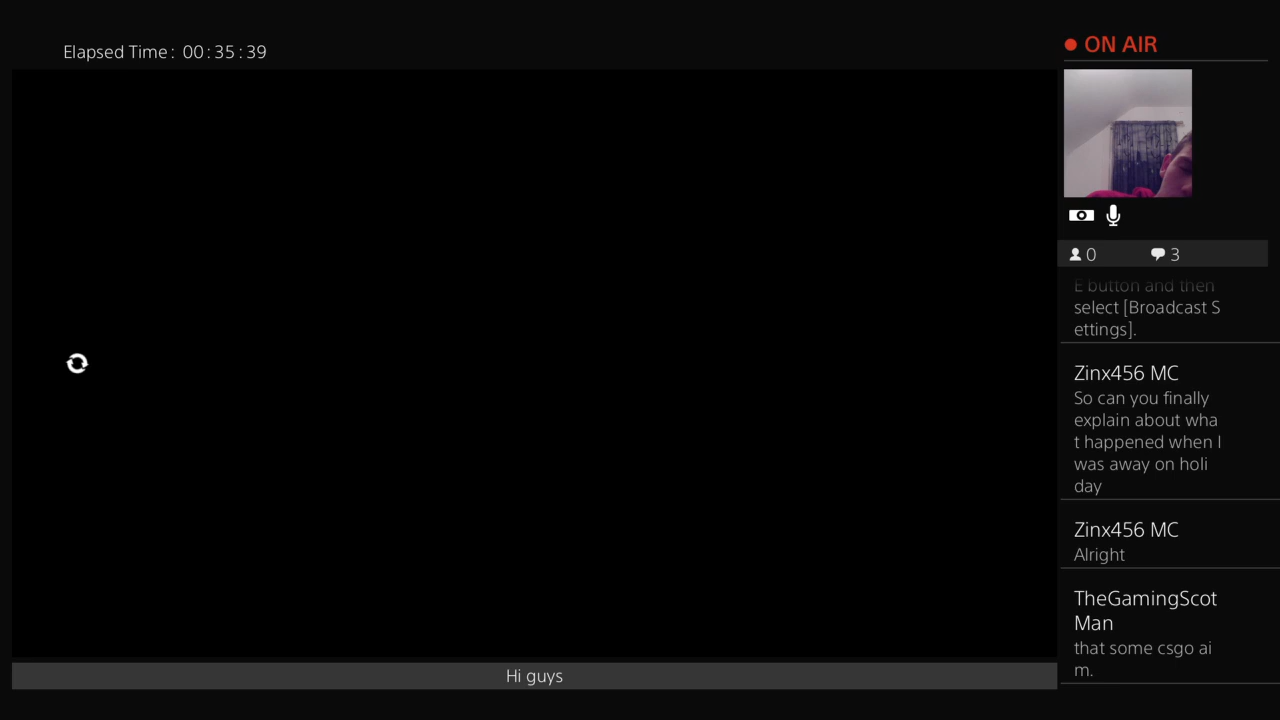 Elapsed Time: 00:35:39
ON AIR
0 3
E button and then
select [Broadcast S
ettings].
Zinx456 MC
So can you finally
explain about wha
t happened when I
was away on holi
day
Zinx456 MC
Alright
TheGamingScot
Man
that some csgo ai
m.
Hi guys